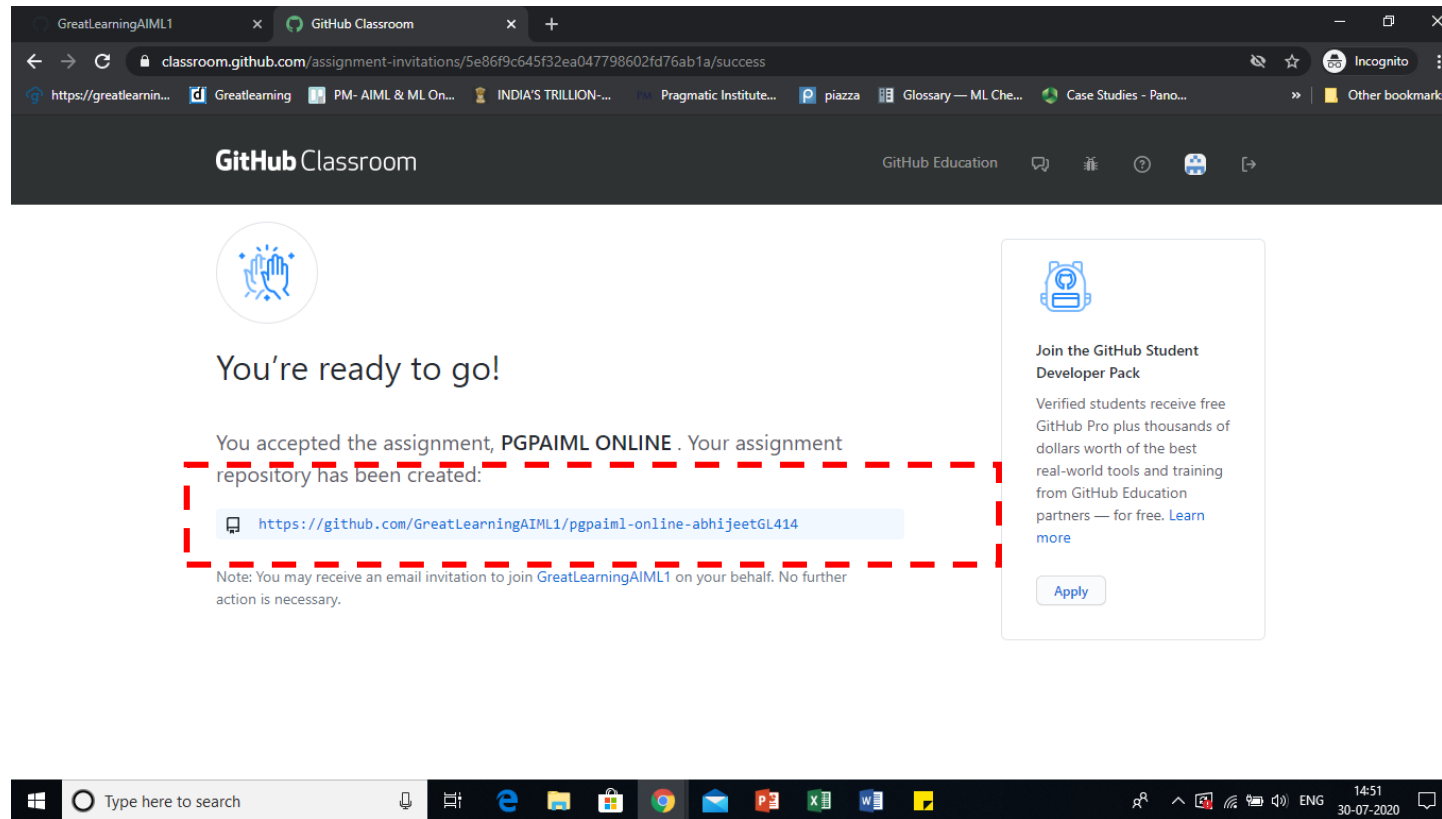 GreatLearningAIML1
GitHub Classroom
classroom.github.com/assignment-invitations/5e86f9c645f32ea047798602fd76ab1a/success
Incognito
https://greatlearnin...
Greatlearning
PM- AIML & ML On...
INDIA'S TRILLION-...
PM Pragmatic Institute...
piazza
Glossary — ML Che...
Case Studies - Pano...
»
Other bookmark
GitHub Classroom
GitHub Education
You're ready to go!
You accepted the assignment, PGPAIML ONLINE . Your assignment
repository has been created:
https://github.com/GreatLearningAIML1/pgpaiml-online-abhijeetGL414
Note: You may receive an email invitation to join GreatLearningAIML1 on your behalf. No further
action is necessary.
Join the GitHub Student
Developer Pack
Verified students receive free
GitHub Pro plus thousands of
dollars worth of the best
real-world tools and training
from GitHub Education
partners — for free. Learn
more
Apply
Type here to search
ENG
14:51
30-07-2020